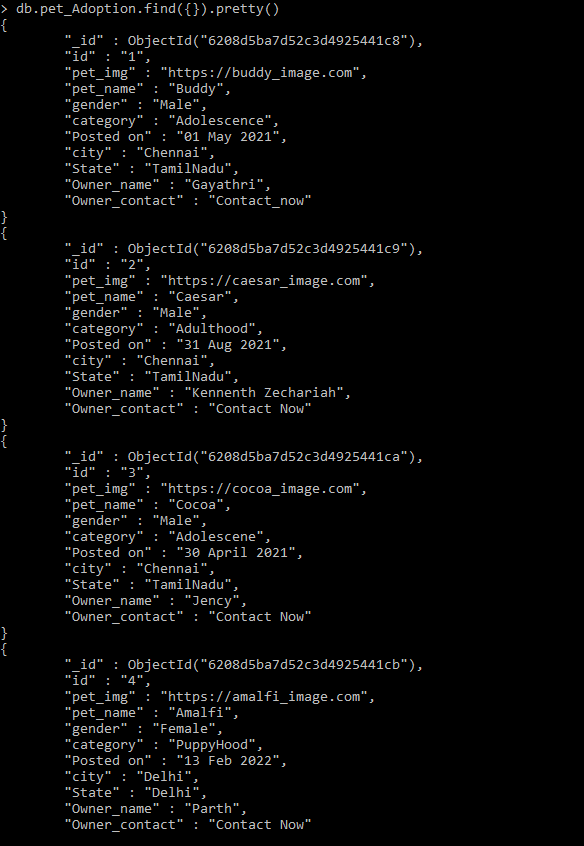 > db.pet_Adoption.find({}).pretty()
{
"_id" : ObjectId("6208d5ba7d52c3d4925441c8"),
"id" : "1",
"pet_img" : "https://buddy_image.com",
"pet_name" : "Buddy",
"gender" : "Male",
"category" : "Adolescence",
"Posted on" : "01 May 2021",
"city" : "Chennai",
"State" : "TamilNadu",
"Owner_name" : "Gayathri",
"Owner_contact" : "Contact_now"
}
{
"_id" : ObjectId("6208d5ba7d52c3d4925441c9"),
"id" : "2",
"pet_img" : "https://caesar_image.com",
"pet_name" : "Caesar",
"gender" : "Male",
"category" : "Adulthood",
"Posted on" : "31 Aug 2021",
"city" : "Chennai",
"State" : "TamilNadu",
"Owner_name" : "Kennenth Zechariah",
"Owner_contact" : "Contact Now"
}
{
"_id" : ObjectId("6208d5ba7d52c3d4925441ca"),
"id" : "3",
"pet_img" : "https://cocoa_image.com",
"pet_name" : "Cocoa",
"gender" : "Male",
"category" : "Adolescene",
"Posted on" : "30 April 2021",
"city" : "Chennai",
"State" : "TamilNadu",
"Owner_name" : "Jency",
"Owner_contact" : "Contact Now"
}
{
"_id" : ObjectId("6208d5ba7d52c3d4925441cb"),
"id" : "4",
"pet_img" : "https://amalfi_image.com",
"pet_name" : "Amalfi",
"gender" : "Female",
"category" : "PuppyHood",
"Posted on" : "13 Feb 2022",
"city" : "Delhi",
"State" : "Delhi",
"Owner_name" : "Parth",
"Owner_contact" : "Contact Now"